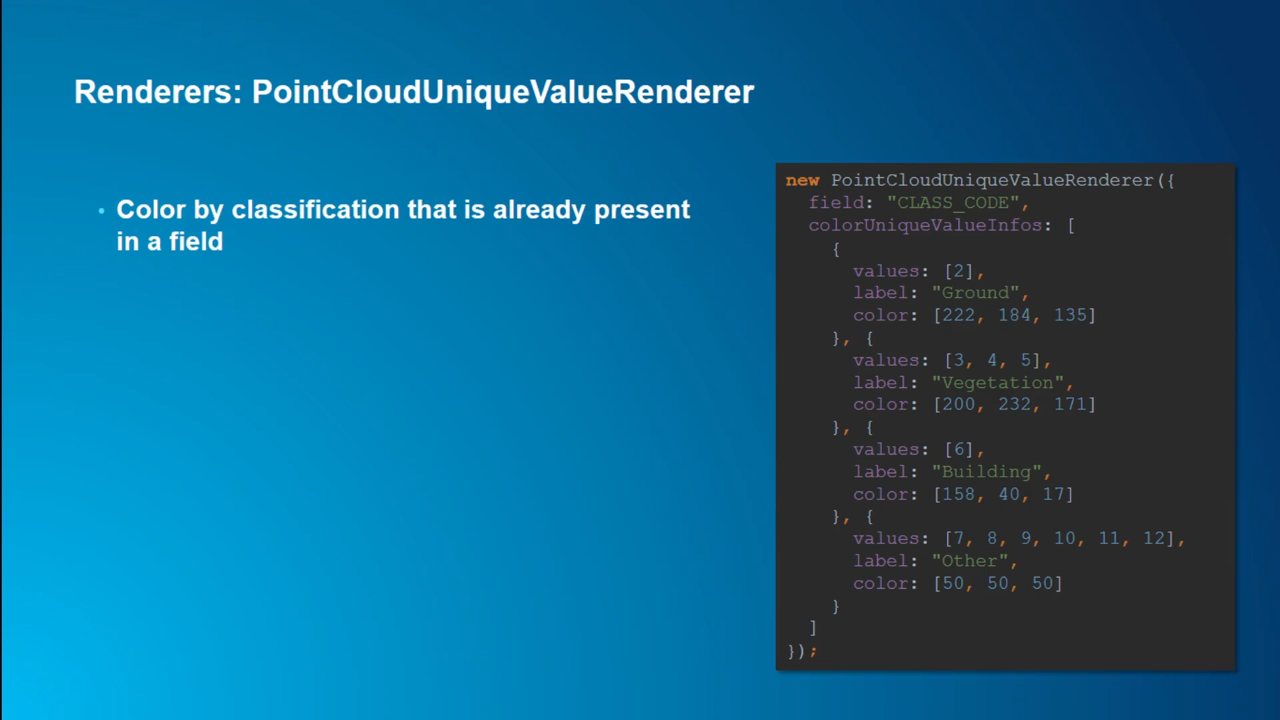 Renderers: PointCloudUniqueValueRenderer
• Color by classification that is already present
in a field
new PointCloudUniqueValueRenderer({
  field: "CLASS_CODE",
  colorUniqueValueInfos: [
    {
      values: [2],
      label: "Ground",
      color: [222, 184, 135]
    }, {
      values: [3, 4, 5],
      label: "Vegetation",
      color: [200, 232, 171]
    }, {
      values: [6],
      label: "Building",
      color: [158, 40, 17]
    }, {
      values: [7, 8, 9, 10, 11, 12],
      label: "Other",
      color: [50, 50, 50]
    }
  ]
});